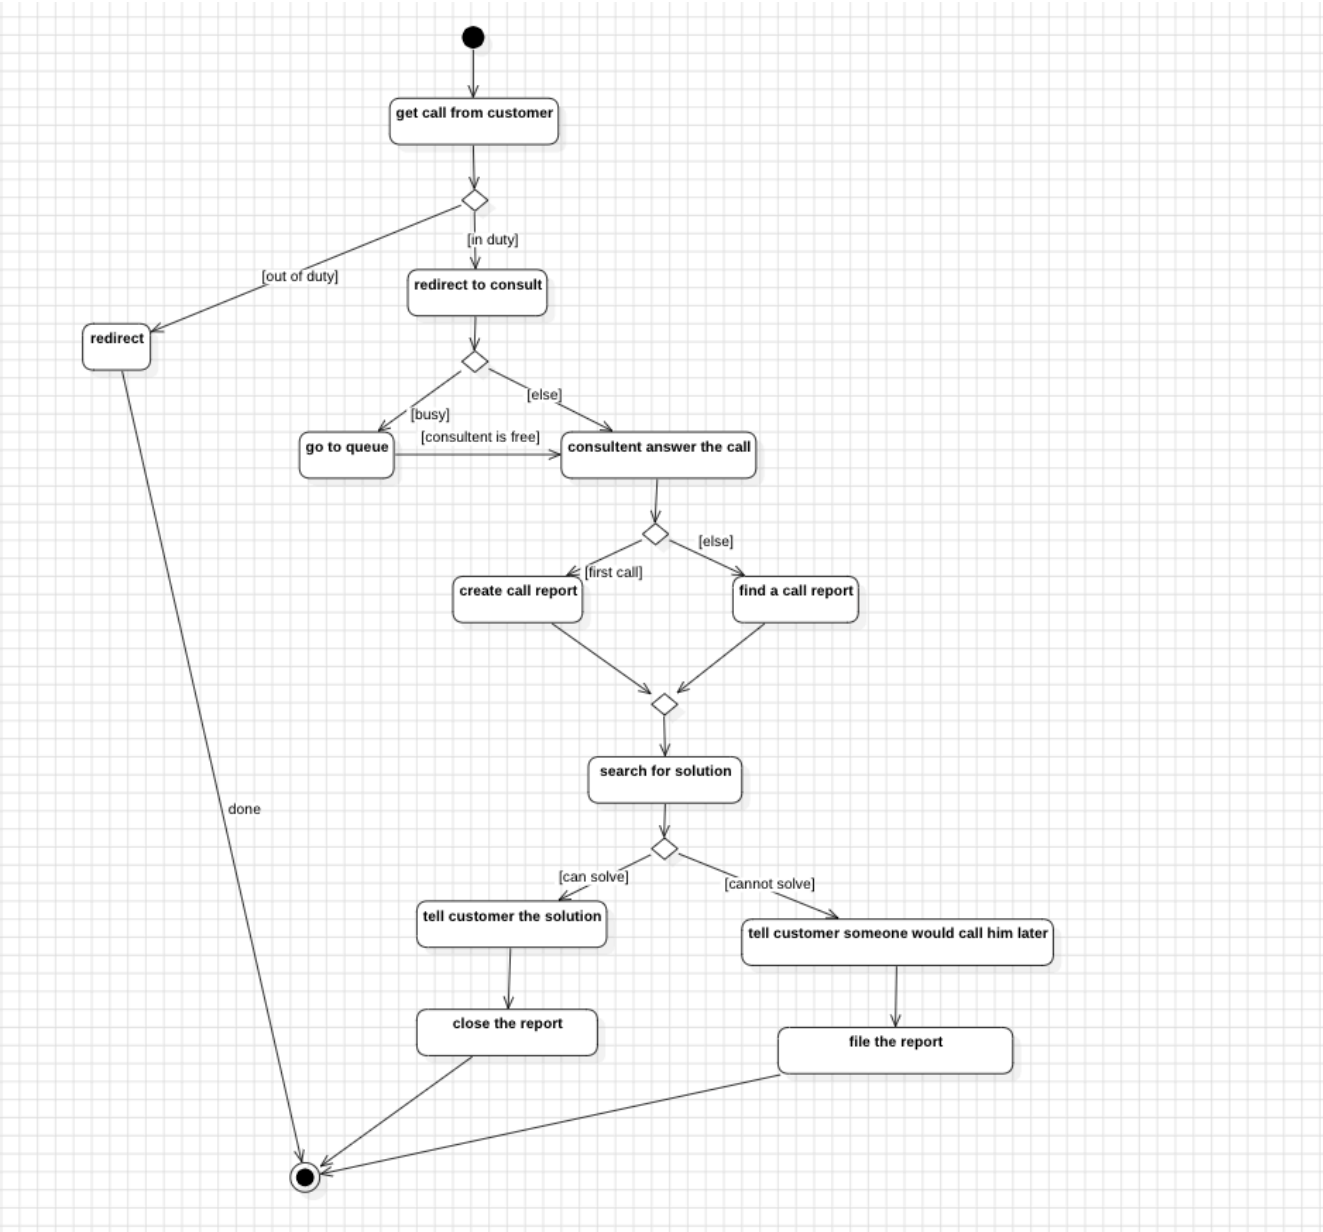 get call from customer
[in duty]
[out of duty]
redirect to consult
redirect
[else]
[busy]
[consultent is free]
go to queue
consultent answer the call
[else]
[first call]
create call report
find a call report
search for solution
done
[can solve]
[cannot solve]
tell customer the solution
tell customer someone would call him later
close the report
file the report